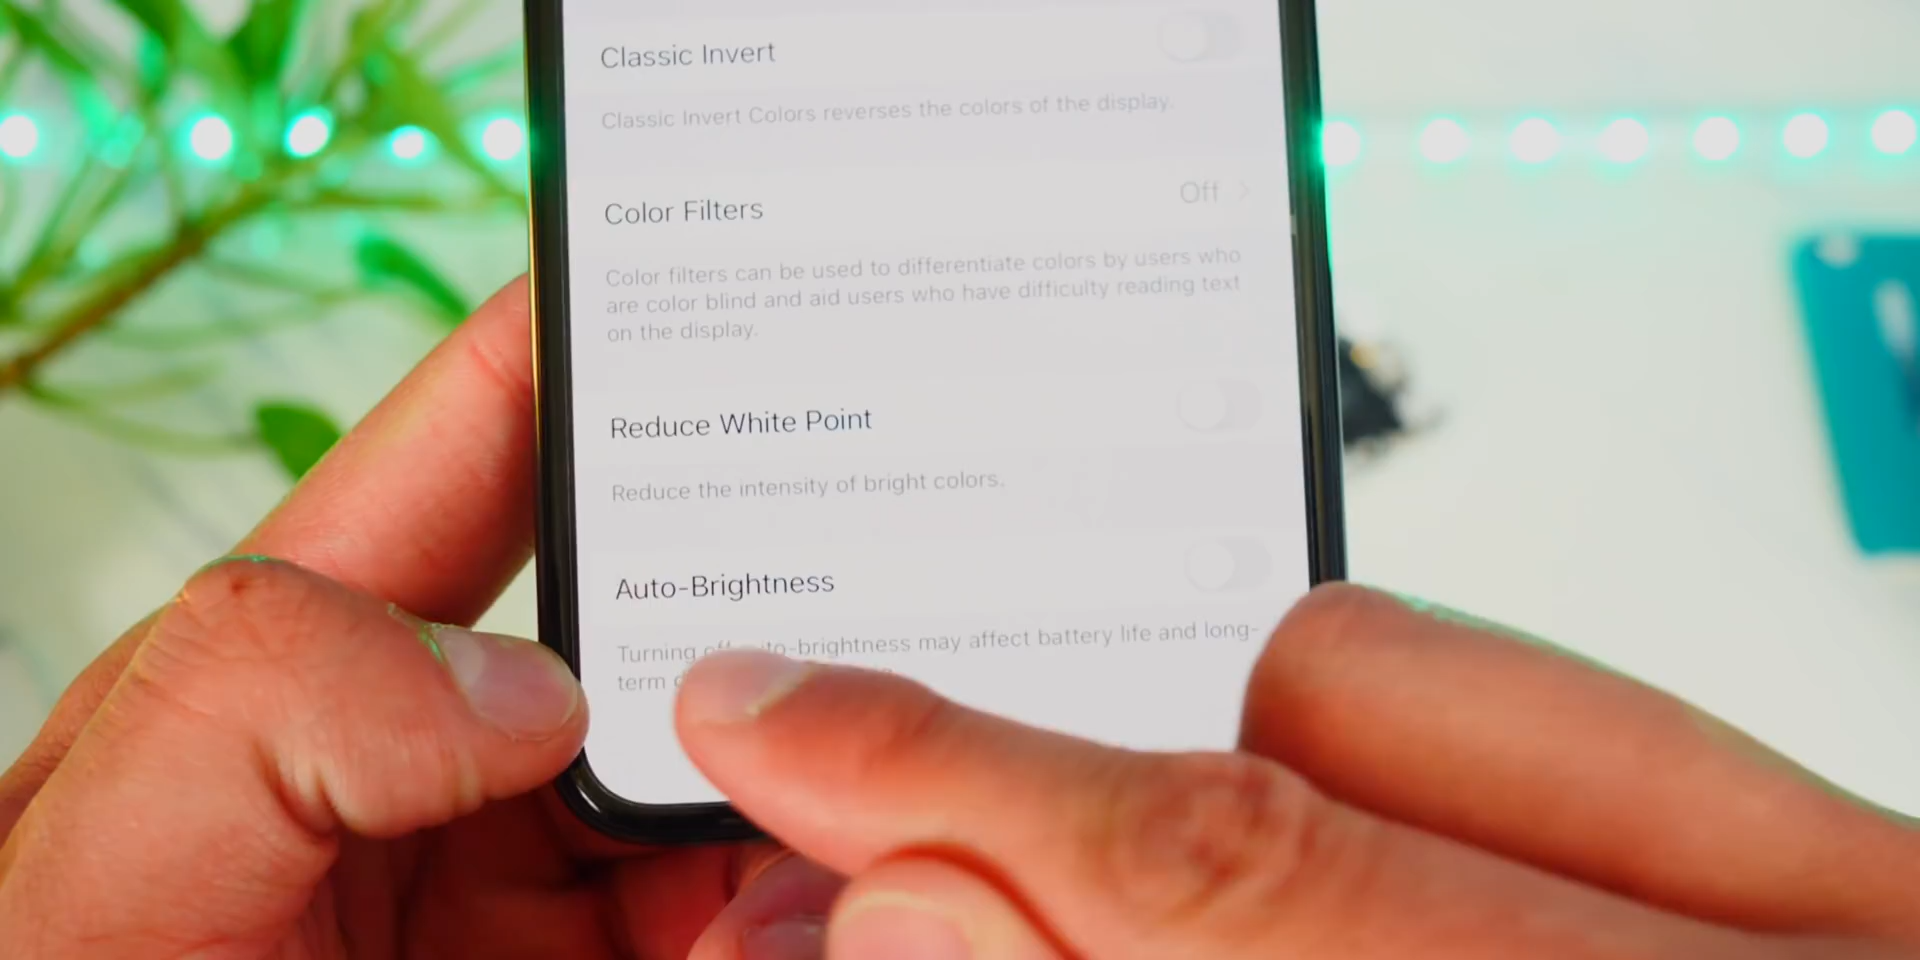 Classic Invert
Classic Invert Colors reverses the colors of the display.
Color Filters
Off
Color filters can be used to differentiate colors by users who
are color blind and aid users who have difficulty reading text
on the display.
Reduce White Point
Reduce the intensity of bright colors.
Auto-Brightness
Turning off -brightness may affect battery life and long-
term